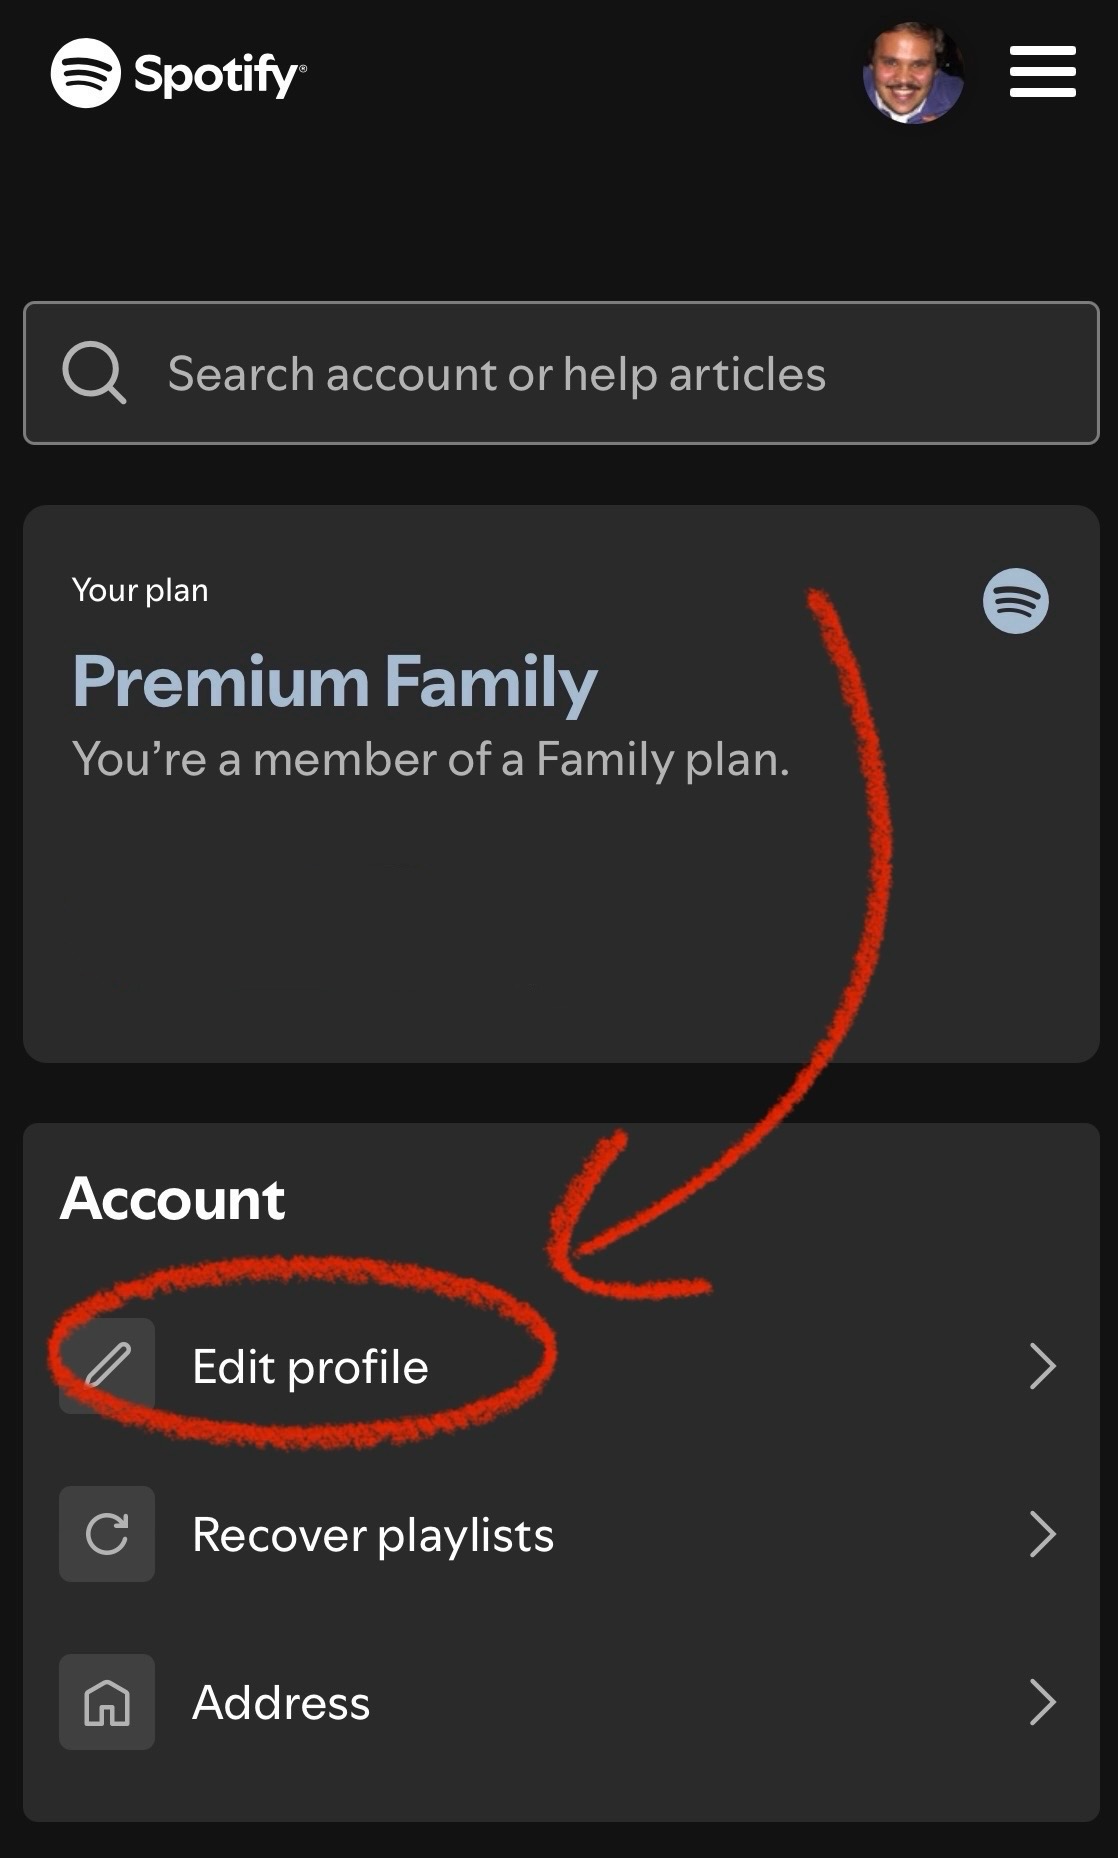 Spotify®
Search account or help articles
Your plan
Premium Family
You’re a member of a Family plan.
Account
Edit profile
Recover playlists
Address